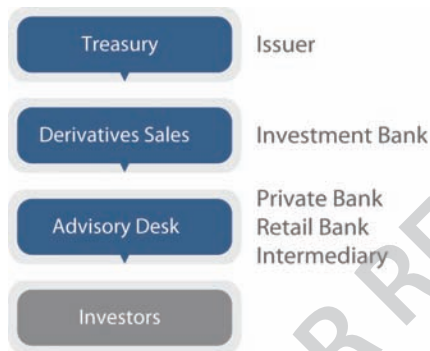 Treasury
Issuer
Derivatives Sales
Investment Bank
Advisory Desk
Private Bank
Retail Bank
Intermediary
Investors